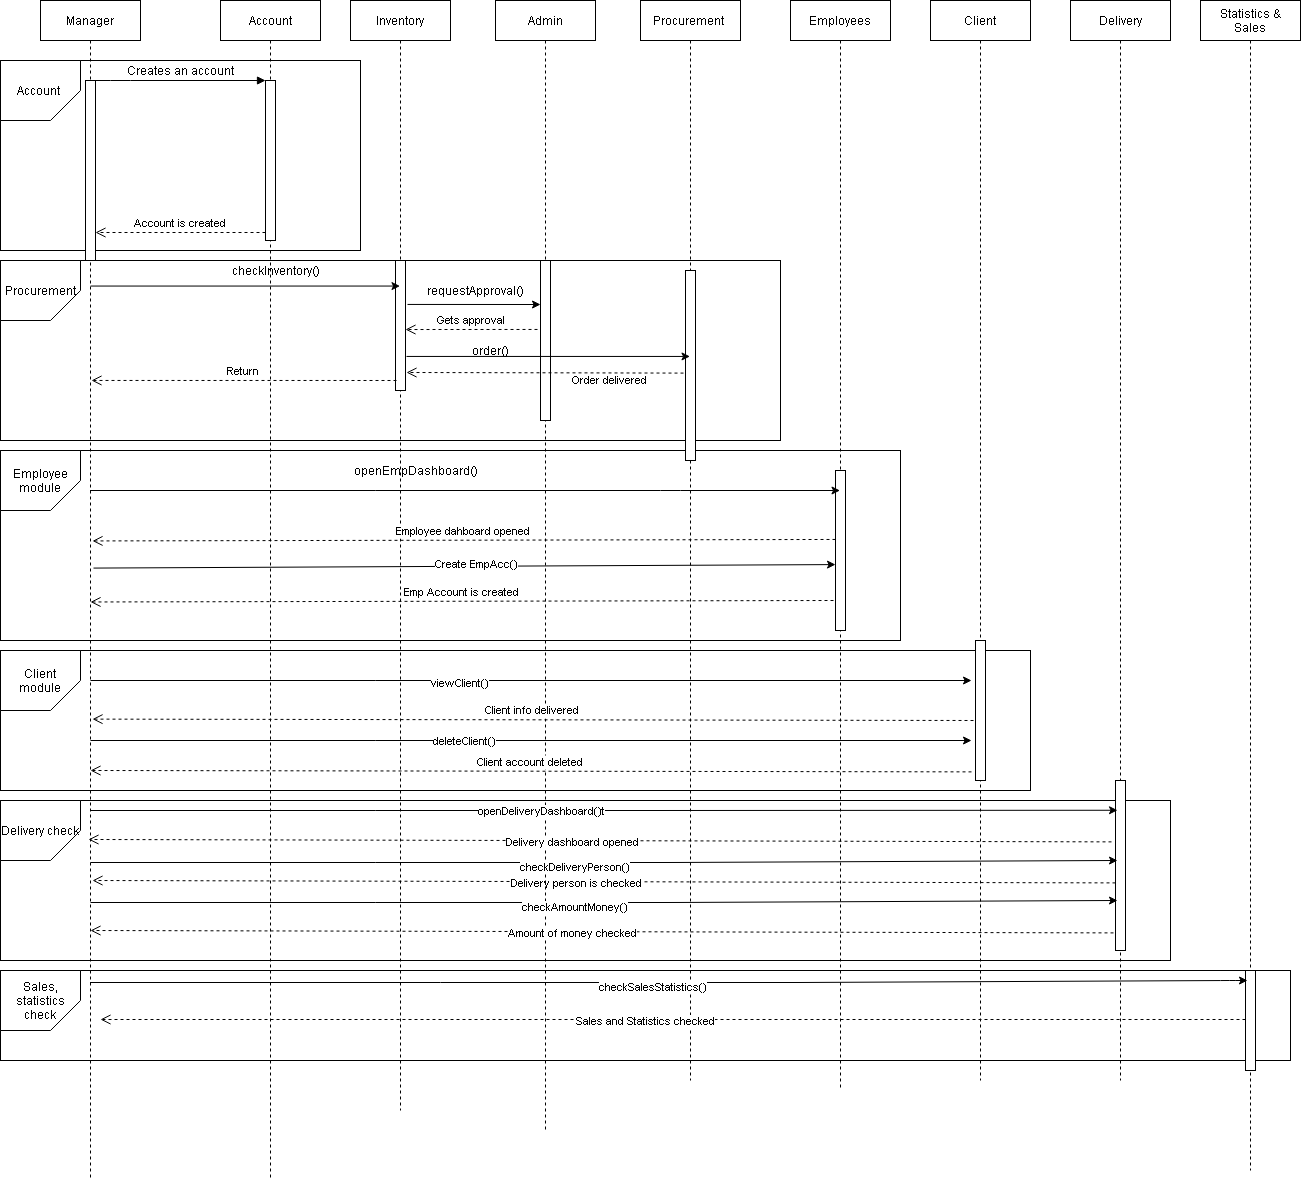 Manager
Account
Inventory
Admin
Procurement
Employees
Client
Delivery
Statistics &
Sales
Account
Creates an account
Account is created
Procurement
checkInventory()
requestApproval()
Gets approval
order()
Return
Order delivered
Employee
module
openEmpDashboard()
Employee dahboard opened
Create EmpAcc()
Emp Account is created
Client
module
viewClient()
Client info delivered
deleteClient()
Client account deleted
Delivery check
openDeliveryDashboard()t
Delivery dashboard opened
checkDeliveryPerson()
Delivery person is checked
checkAmountMoney()
Amount of money checked
Sales,
statistics
check
checkSalesStatistics()
Sales and Statistics checked